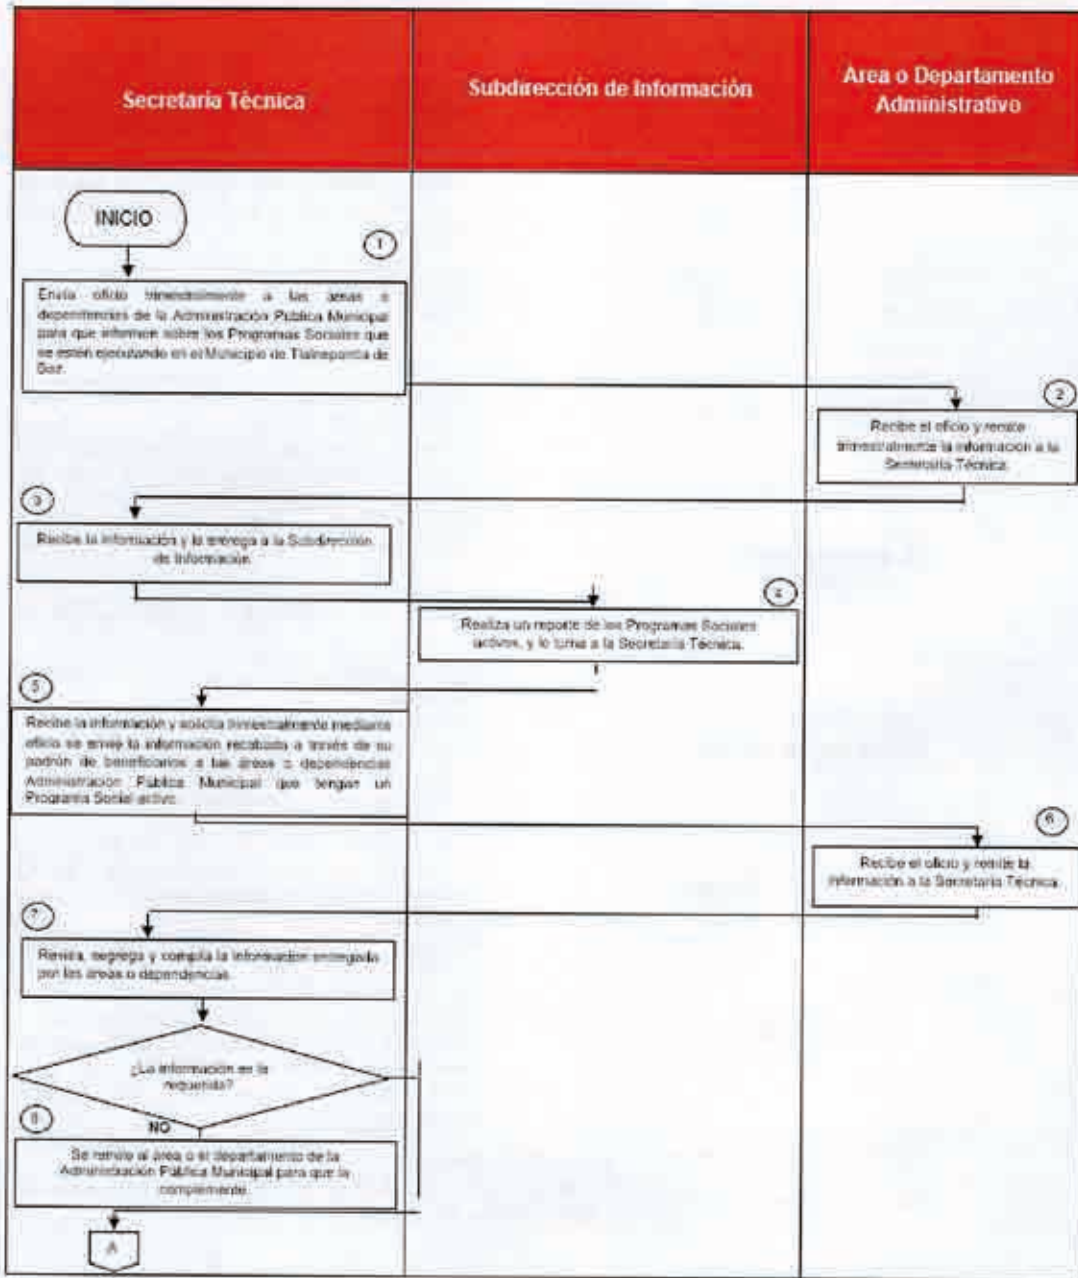 Secretaría Técnica
Subdirección de Información
Area o Departamento
Administrativo
INICIO
1
Envía oficio trimestralmente a las áreas o
dependencias de la Administración Pública Municipal
para que informen sobre los Programas Sociales que
se estén ejecutando en el Municipio de Tlalnepantla de
Baz.
2
Recibe el oficio y remite
trimestralmente la información a la
Secretaría Técnica.
3
Recibe la información y la entrega a la Subdirección
de Información.
4
Realiza un reporte de los Programas Sociales
activos, y lo turna a la Secretaría Técnica.
5
Recibe la información y solicita trimestralmente mediante
oficio se envíe la información recabada a través de su
padrón de beneficiarios a las áreas o dependencias
Administración Pública Municipal que tengan un
Programa Social activo.
6
Recibe el oficio y remite la
información a la Secretaría Técnica.
7
Revisa, segrega y compila la información entregada
por las áreas o dependencias.
¿La información es la
requerida?
NO
8
Se remite al área o el departamento de la
Administración Pública Municipal para que la
complemente.
A